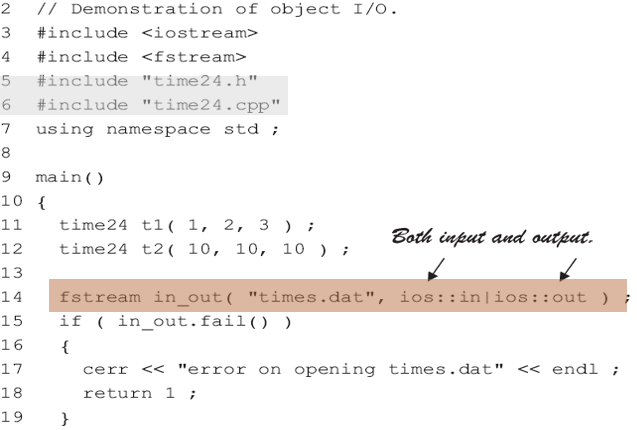 2 // Demonstration of object I/O.
3 #include <iostream>
4 #include <fstream>
5 #include "time24.h"
6 #include "time24.cpp"
7 using namespace std ;
8
9 main()
10 {
11 time24 t1( 1, 2, 3 ) ;
12 time24 t2( 10, 10, 10 ) ;
Both input and output.
13
14 fstream in_out( "times.dat", ios::in|ios::out ) ;
15 if ( in_out.fail() )
16 {
17 cerr << "error on opening times.dat" << endl ;
18 return 1 ;
19 }